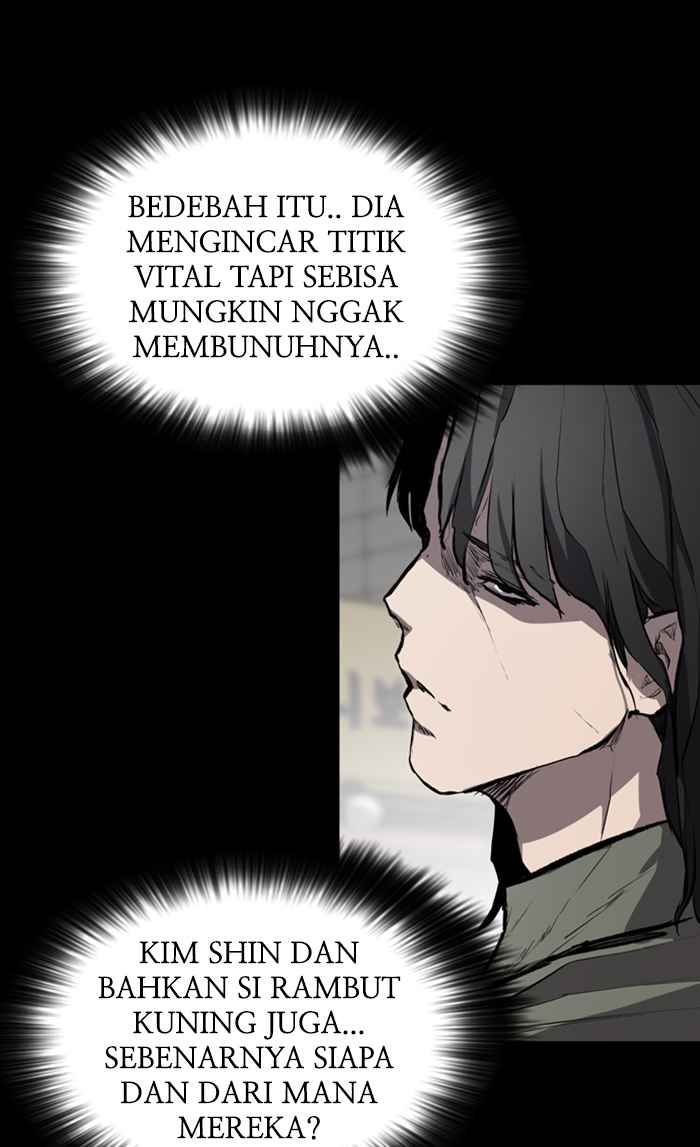 BEDEBAH ITU.. DIA
MENGINCAR TITIK
VITAL TAPI SEBISA
MUNGKIN NGGAK
MEMBUNUHNYA..
KIM SHIN DAN
BAHKAN SI RAMBUT
KUNING JUGA...
SEBENARNYA SIAPA
DAN DARI MANA
MEREKA?